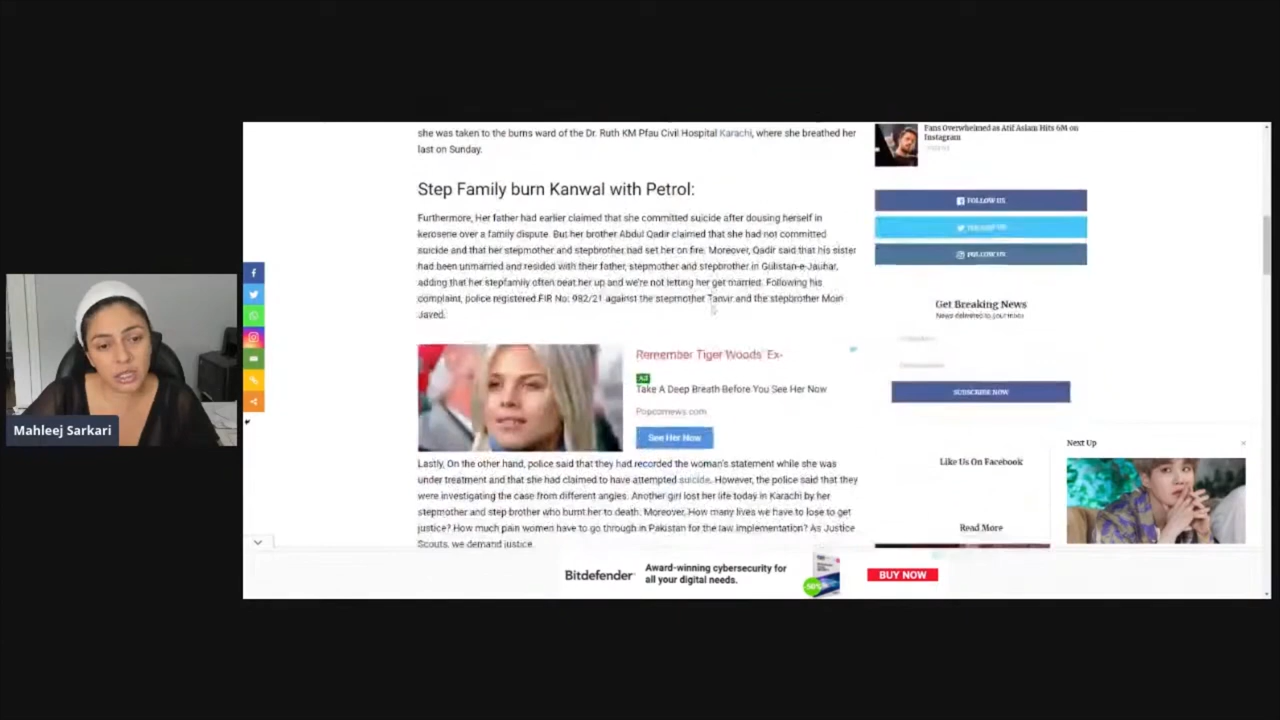 she was taken to the burns ward of the Dr. Ruth KM Pfau Civil Hospital Karachi, where she breathed her
last on Sunday.
Step Family burn Kanwal with Petrol:
Furthermore, Her father had earlier claimed that she committed suicide after dousing herself in
kerosene over a family dispute. But her brother Abdul Qadir claimed that she had not committed
suicide and that her stepmother and stepbrother had set her on fire. Moreover, Qadir said that his sister
had been unmarried and resided with their father, stepmother and stepbrother in Gulistan-e-Jauhar,
adding that her stepfamily often beat her up and we're not letting her get married. Following his
complaint, police registered FIR No: 982/21 against the stepmother Tanvir and the stepbrother Moin
Javed.
Remember Tiger Woods' Ex-
Ad
Take A Deep Breath Before You See Her Now
Popcornews.com
See Her Now
Lastly, On the other hand, police said that they had recorded the woman's statement while she was
under treatment and that she had claimed to have attempted suicide. However, the police said that they
were investigating the case from different angles. Another girl lost her life today in Karachi by her
stepmother and step brother who burnt her to death. Moreover, How many lives we have to lose to get
justice? How much pain women have to go through in Pakistan for the law implementation? As Justice
Scouts, we demand justice.
Fans Overwhelmed as Atif Aslam Hits 6M on
Instagram
FOLLOW US
FOLLOW US
FOLLOW US
Get Breaking News
News delivered to your inbox
SUBSCRIBE NOW
Like Us On Facebook
Read More
Next Up
Mahleej Sarkari
Bitdefender
Award-winning cybersecurity for
all your digital needs.
BUY NOW